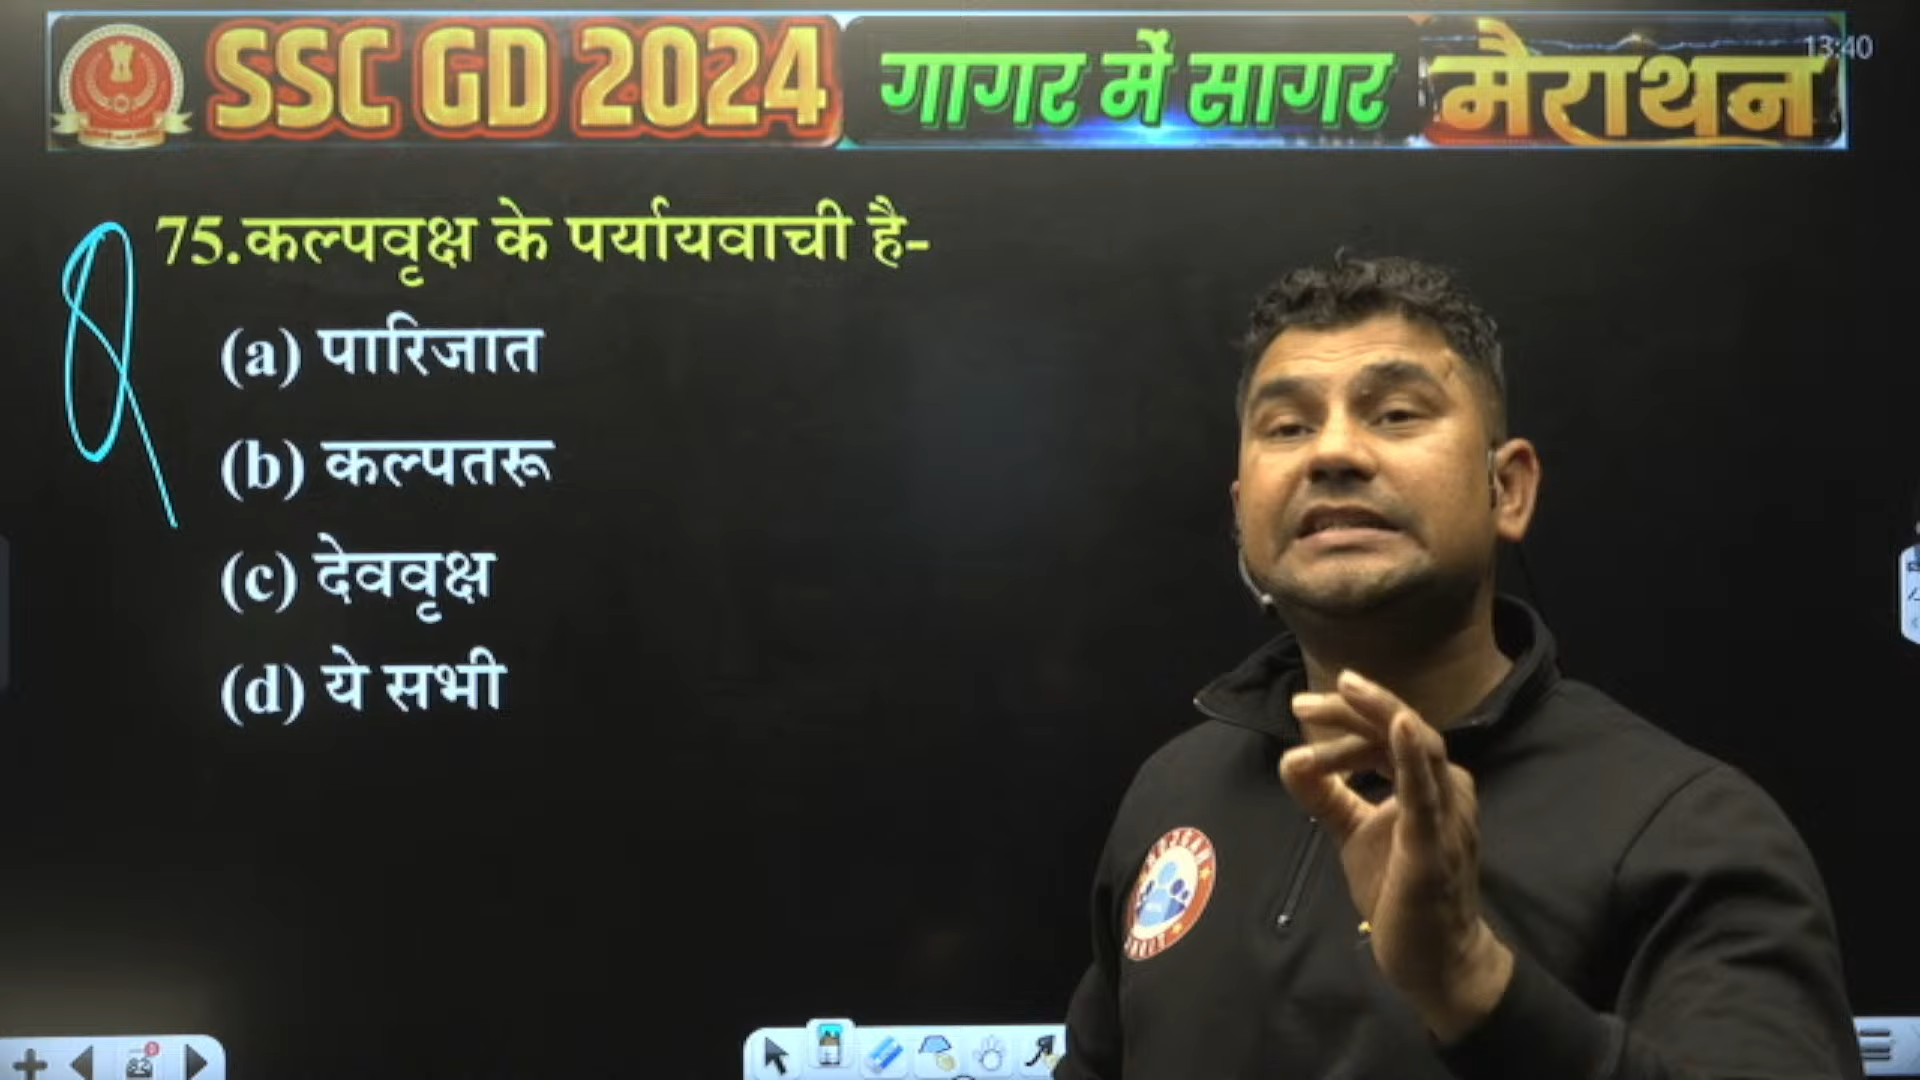 SSC GD 2024 गागर में सागर मैराथन
13:40
75.कल्पवृक्ष के पर्यायवाची है-
(a) पारिजात
(b) कल्पतरू
(c) देववृक्ष
(d) ये सभी